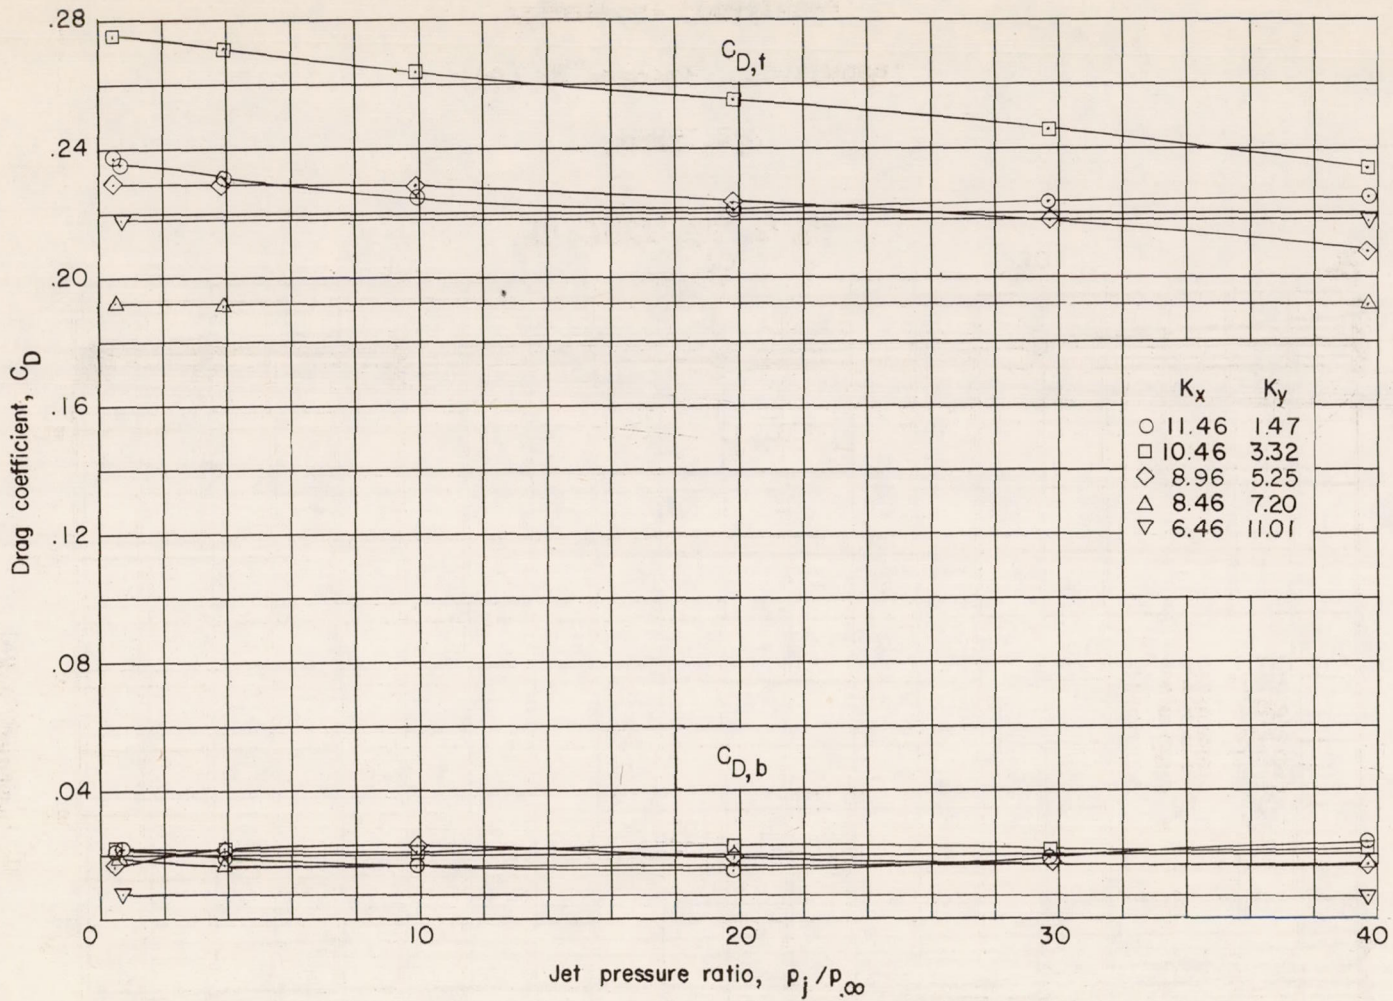 .28
.24
.20
.16
.12
.08
.04
0 10 20 30 40
Drag coefficient, C_D
Jet pressure ratio, p_j/p_∞
C_D,t
C_D,b
K_x K_y
○ 11.46 1.47
□ 10.46 3.32
◇ 8.96 5.25
△ 8.46 7.20
▽ 6.46 11.01